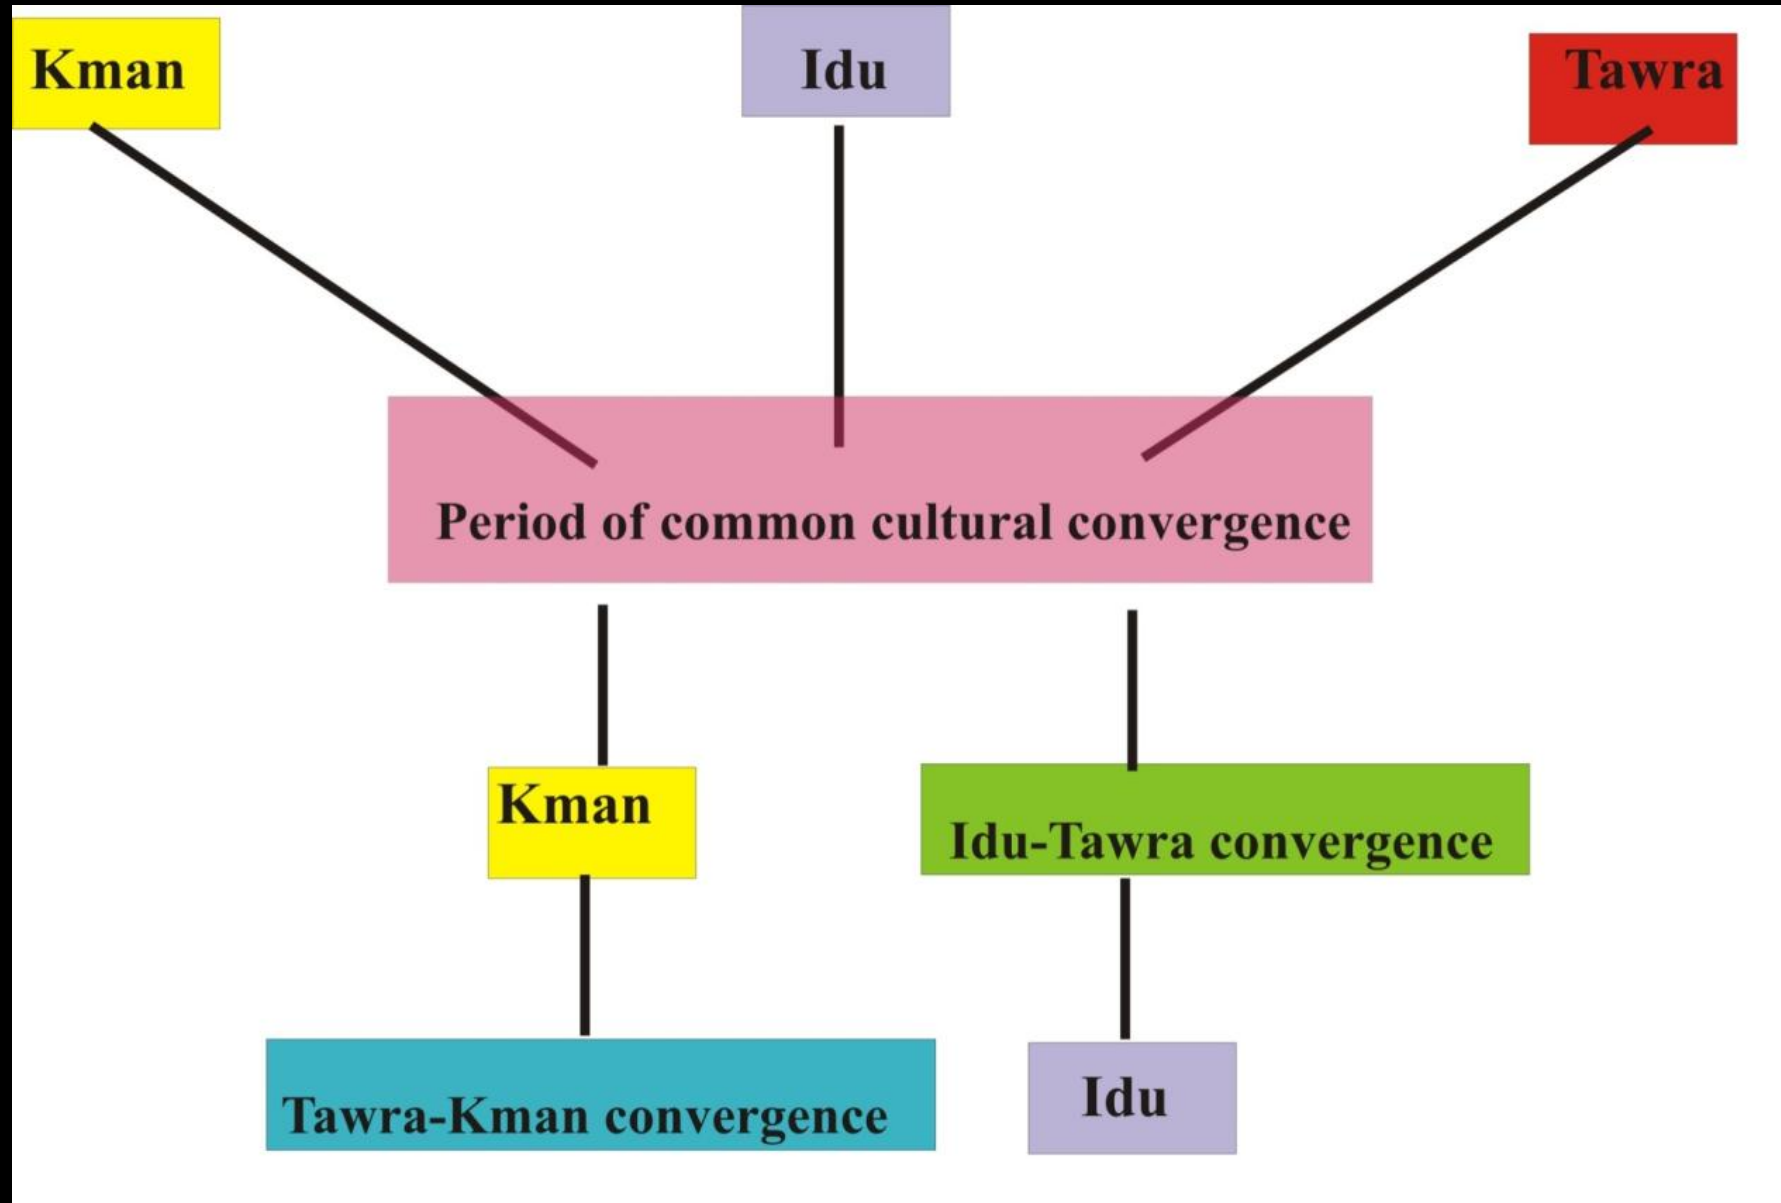 Kman
Idu
Tawra
Period of common cultural convergence
Kman
Idu-Tawra convergence
Tawra-Kman convergence
Idu